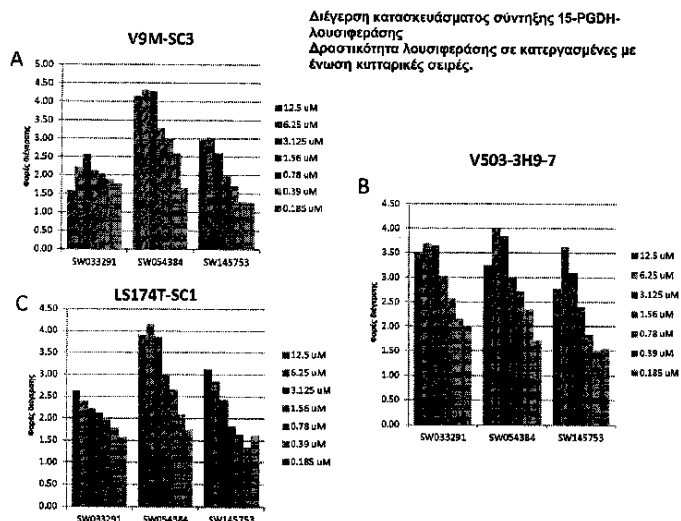 Διέγερση κατασκευάσματος σύντηξης 15-PGDH-
λουσιφεράσης
Δραστικότητα λουσιφεράσης σε κατεργασμένες με
ένωση κυτταρικές σειρές.
A
V9M-SC3
Φορές διέγερσης
5.00
4.50
4.00
3.50
3.00
2.50
2.00
1.50
1.00
0.50
0.00
SW033291
SW054384
SW145753
12.5 uM
6.25 uM
3.125 uM
1.56 uM
0.78 uM
0.39 uM
0.185 uM
B
V503-3H9-7
Φορές διέγερσης
4.50
4.00
3.50
3.00
2.50
2.00
1.50
1.00
0.50
0.00
SW033291
SW054384
SW145753
12.5 uM
6.25 uM
3.125 uM
1.56 uM
0.78 uM
0.39 uM
0.185 uM
C
LS174T-SC1
Φορές διέγερσης
4.50
4.00
3.50
3.00
2.50
2.00
1.50
1.00
0.50
0.00
SW033291
SW054384
SW145753
12.5 uM
6.25 uM
3.125 uM
1.56 uM
0.78 uM
0.39 uM
0.185 uM